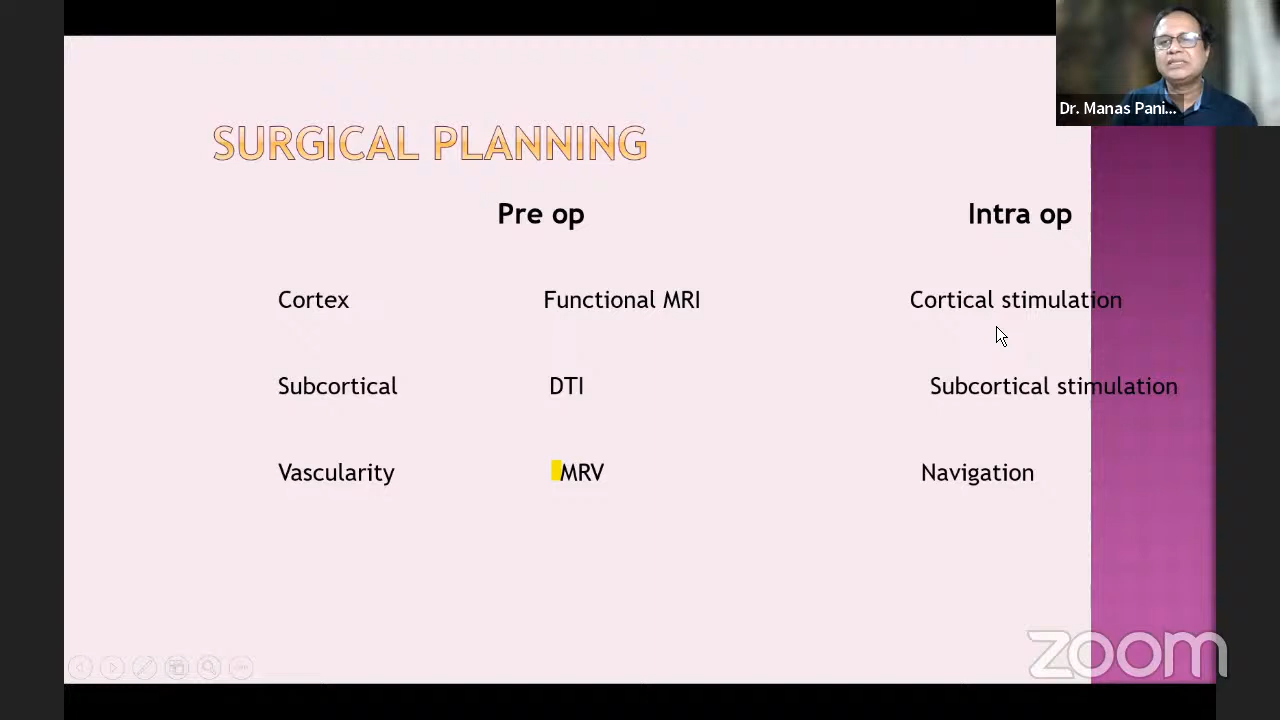 Dr. Manas Pani...
SURGICAL PLANNING
Pre op Intra op
Cortex Functional MRI Cortical stimulation
Subcortical DTI Subcortical stimulation
Vascularity MRV Navigation
zoom